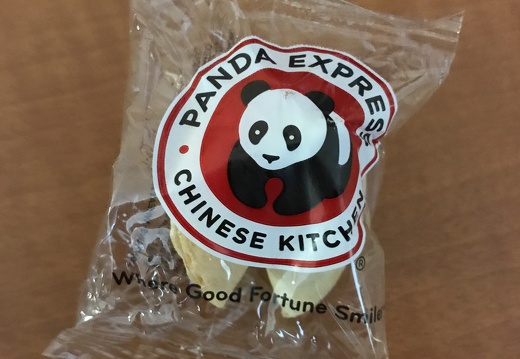 PANDA EXPRESS
CHINESE KITCHEN
®
Where Good Fortune Smiles